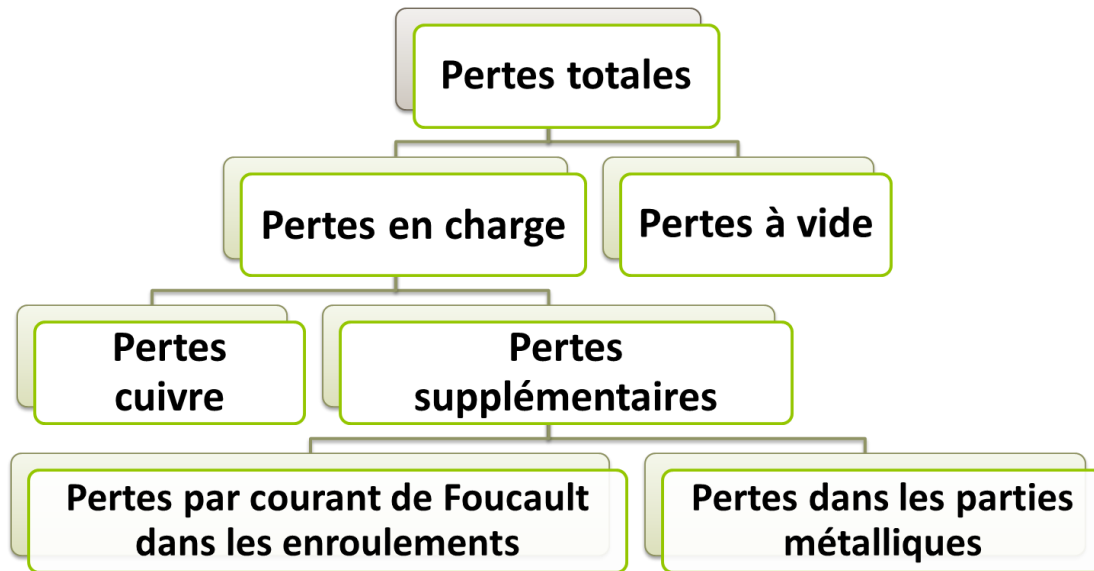 Pertes totales
Pertes en charge
Pertes à vide
Pertes
cuivre
Pertes
supplémentaires
Pertes par courant de Foucault
dans les enroulements
Pertes dans les parties
métalliques